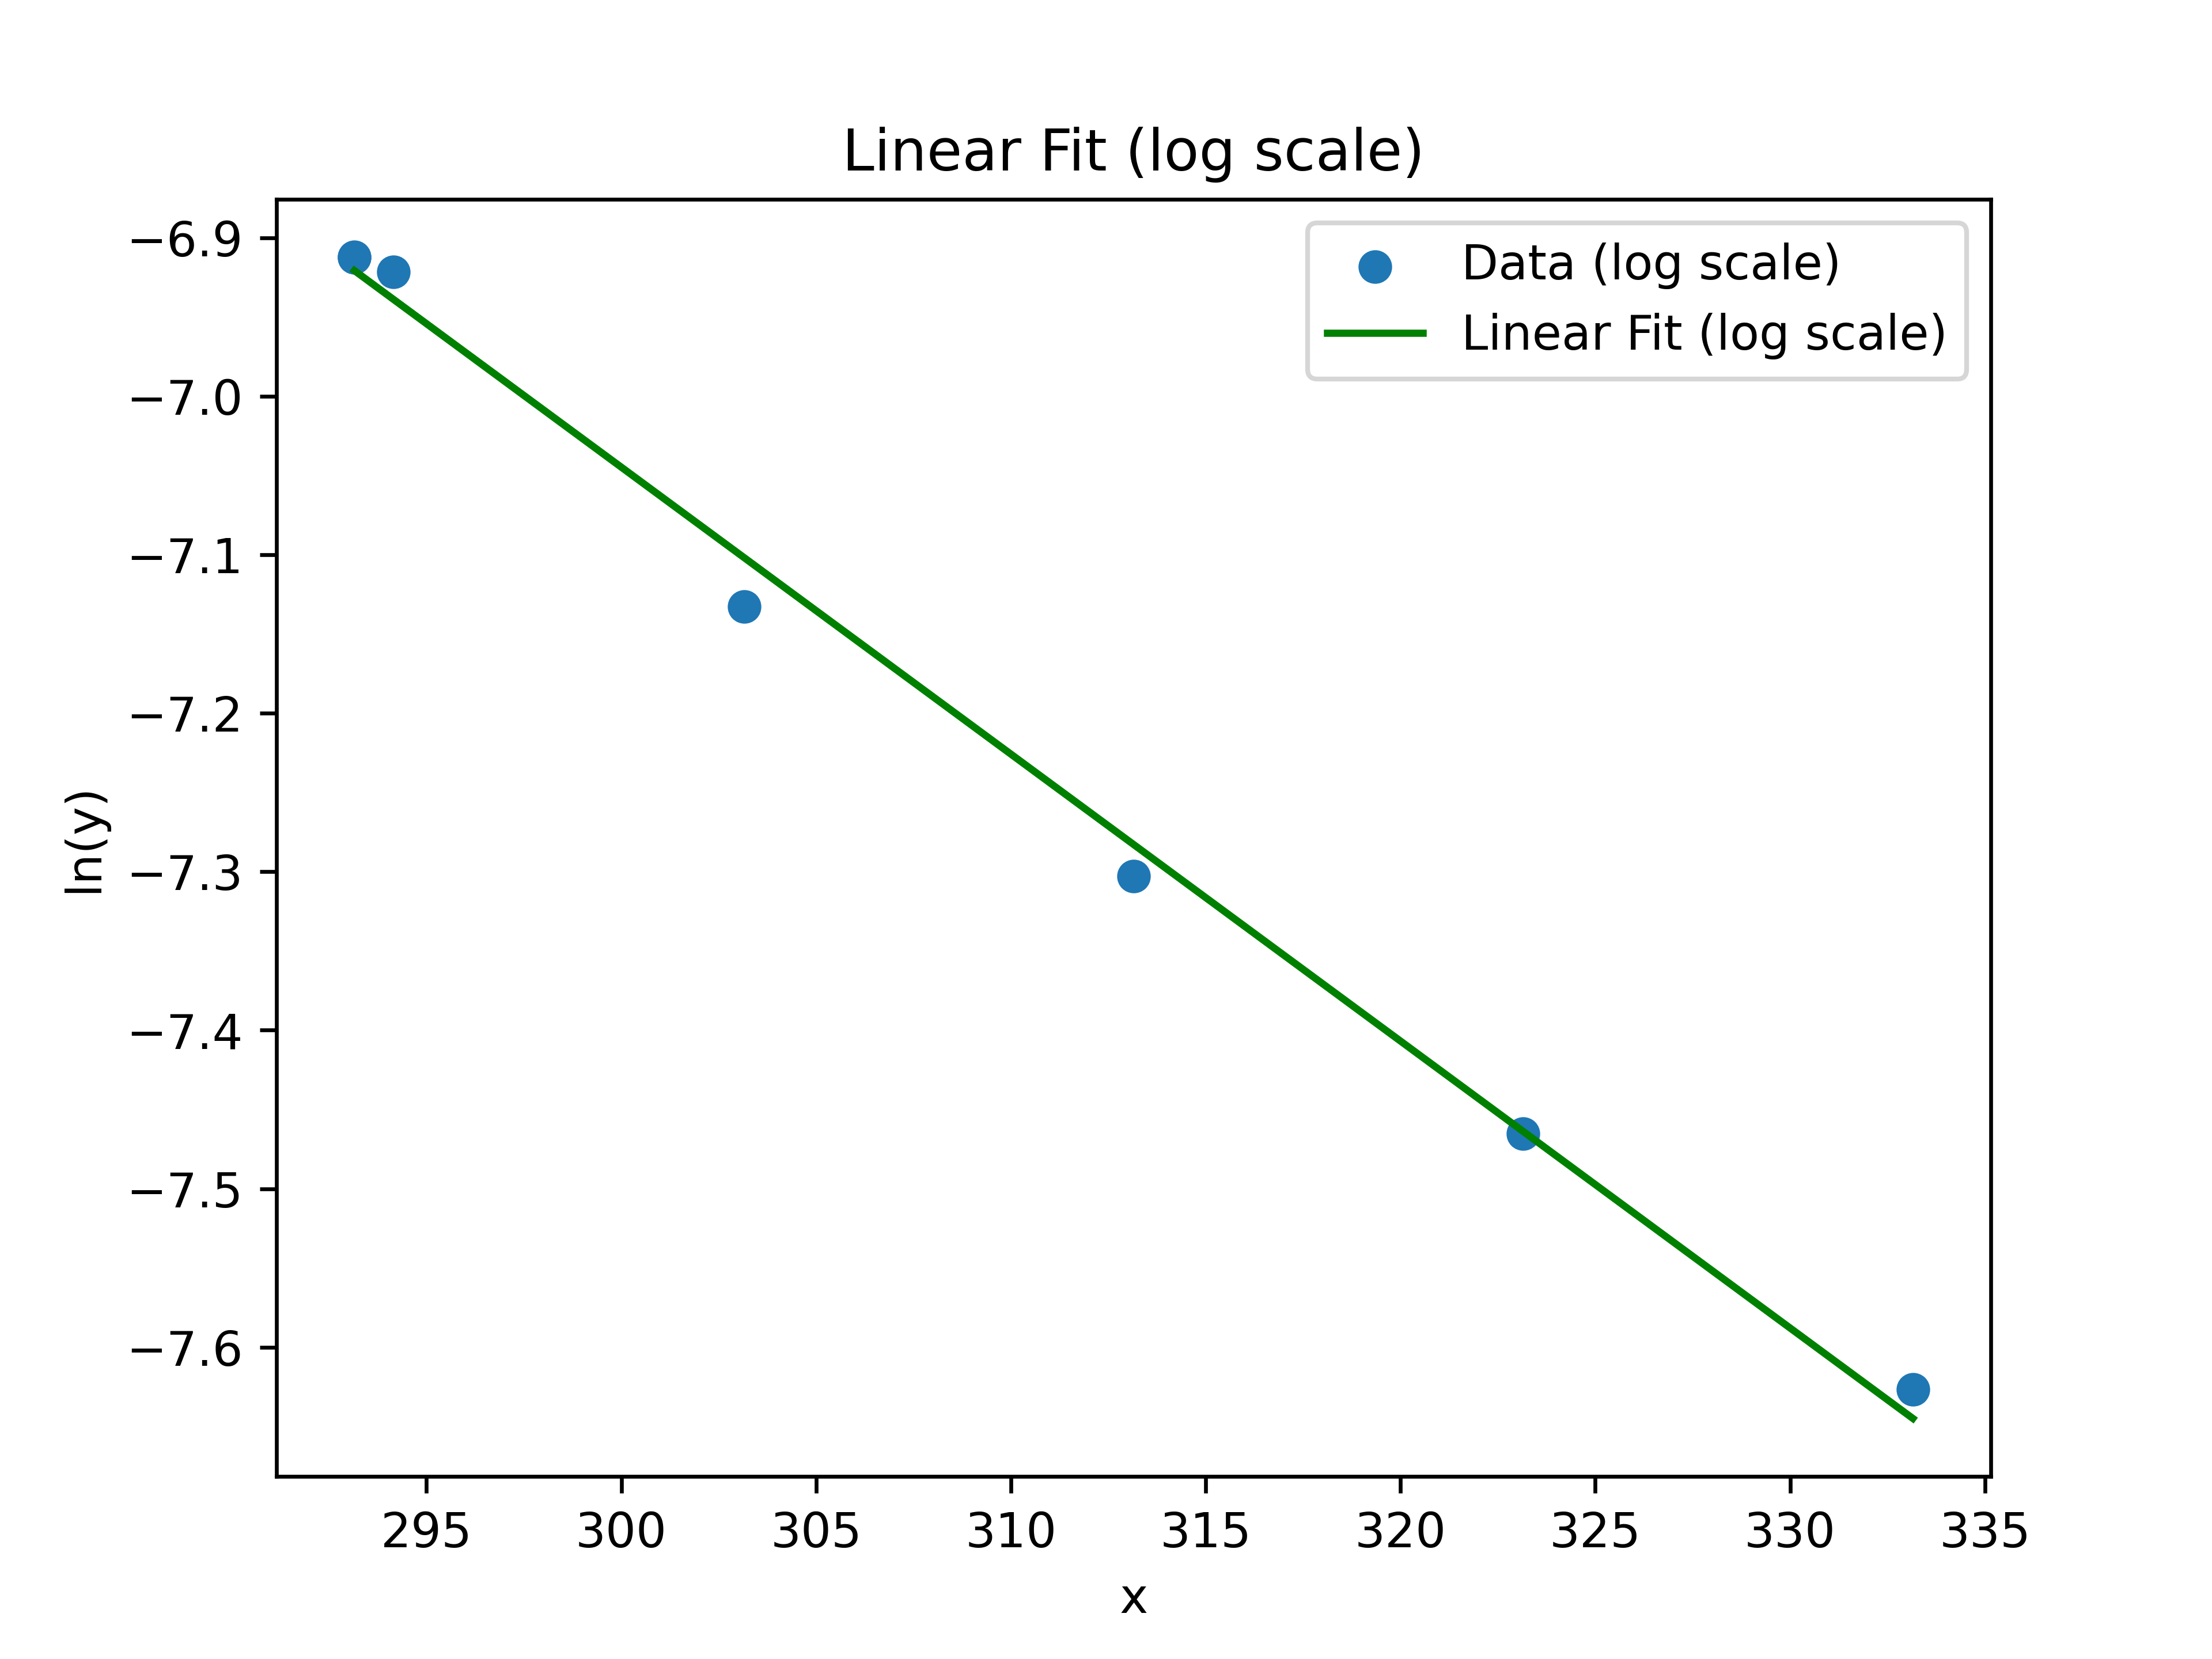 Linear Fit (log scale)
Data (log scale)
Linear Fit (log scale)
−6.9
−7.0
−7.1
−7.2
−7.3
−7.4
−7.5
−7.6
ln(y)
295 300 305 310 315 320 325 330 335
x